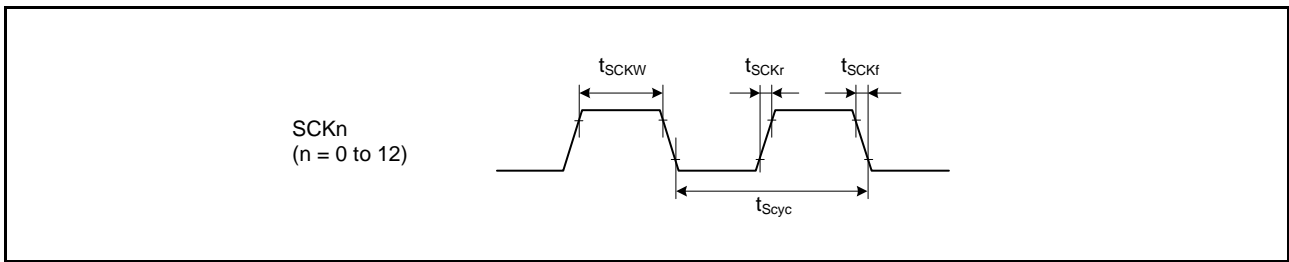 tSCKW
tSCKr
tSCKf
SCKn
(n = 0 to 12)
tScyc